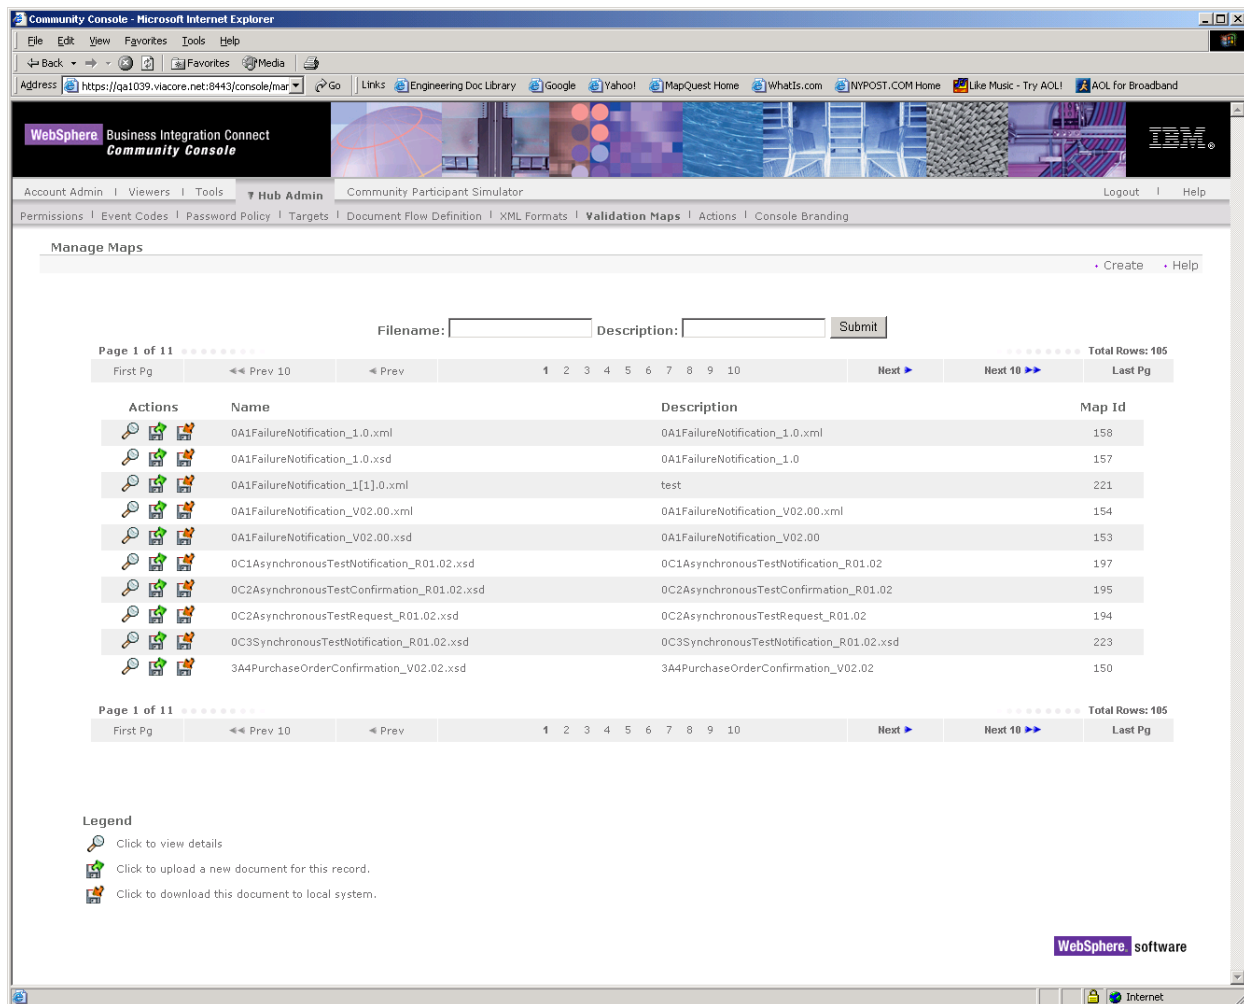 Community Console - Microsoft Internet Explorer
File Edit View Favorites Tools Help
Back Favorites Media
Address https://qa1039.viacore.net:8443/console/mar Go Links Engineering Doc Library Google Yahoo! MapQuest Home WhatIs.com NYPOST.COM Home Like Music - Try AOL! AOL for Broadband
WebSphere Business Integration Connect
Community Console
IBM®
Account Admin | Viewers | Tools Hub Admin Community Participant Simulator Logout | Help
Permissions | Event Codes | Password Policy | Targets | Document Flow Definition | XML Formats | Validation Maps | Actions | Console Branding
Manage Maps
Create Help
Filename: Description: Submit
Page 1 of 11 Total Rows: 105
First Pg Prev 10 Prev 1 2 3 4 5 6 7 8 9 10 Next Next 10 Last Pg
Actions Name Description Map Id
0A1FailureNotification_1.0.xml 0A1FailureNotification_1.0.xml 158
0A1FailureNotification_1.0.xsd 0A1FailureNotification_1.0 157
0A1FailureNotification_1[1].0.xml test 221
0A1FailureNotification_V02.00.xml 0A1FailureNotification_V02.00.xml 154
0A1FailureNotification_V02.00.xsd 0A1FailureNotification_V02.00 153
0C1AsynchronousTestNotification_R01.02.xsd 0C1AsynchronousTestNotification_R01.02 197
0C2AsynchronousTestConfirmation_R01.02.xsd 0C2AsynchronousTestConfirmation_R01.02 195
0C2AsynchronousTestRequest_R01.02.xsd 0C2AsynchronousTestRequest_R01.02 194
0C3SynchronousTestNotification_R01.02.xsd 0C3SynchronousTestNotification_R01.02.xsd 223
3A4PurchaseOrderConfirmation_V02.02.xsd 3A4PurchaseOrderConfirmation_V02.02 150
Page 1 of 11 Total Rows: 105
First Pg Prev 10 Prev 1 2 3 4 5 6 7 8 9 10 Next Next 10 Last Pg
Legend
Click to view details
Click to upload a new document for this record.
Click to download this document to local system.
WebSphere. software
Internet